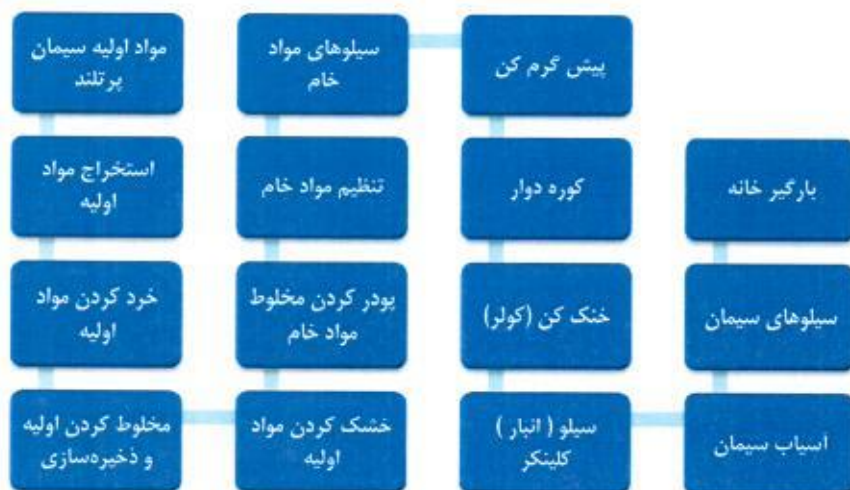 مواد اولیه سیمان
پرتلند
استخراج مواد
اولیه
خرد کردن مواد
اولیه
مخلوط کردن اولیه
و ذخیره‌سازی
خشک کردن مواد
اولیه
پودر کردن مخلوط
مواد خام
تنظیم مواد خام
سیلوهای مواد
خام
پیش گرم کن
کوره دوار
خنک کن (کولر)
سیلو ( انبار )
کلینکر
آسیاب سیمان
سیلوهای سیمان
بارگیر خانه